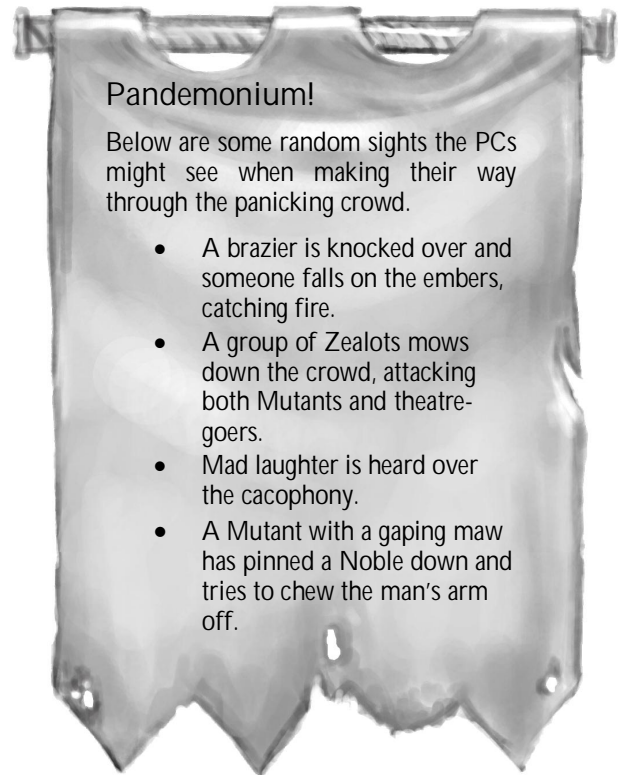 Pandemonium!
Below are some random sights the PCs
might see when making their way
through the panicking crowd.
• A brazier is knocked over and
someone falls on the embers,
catching fire.
• A group of Zealots mows
down the crowd, attacking
both Mutants and theatre-
goers.
• Mad laughter is heard over
the cacophony.
• A Mutant with a gaping maw
has pinned a Noble down and
tries to chew the man's arm
off.